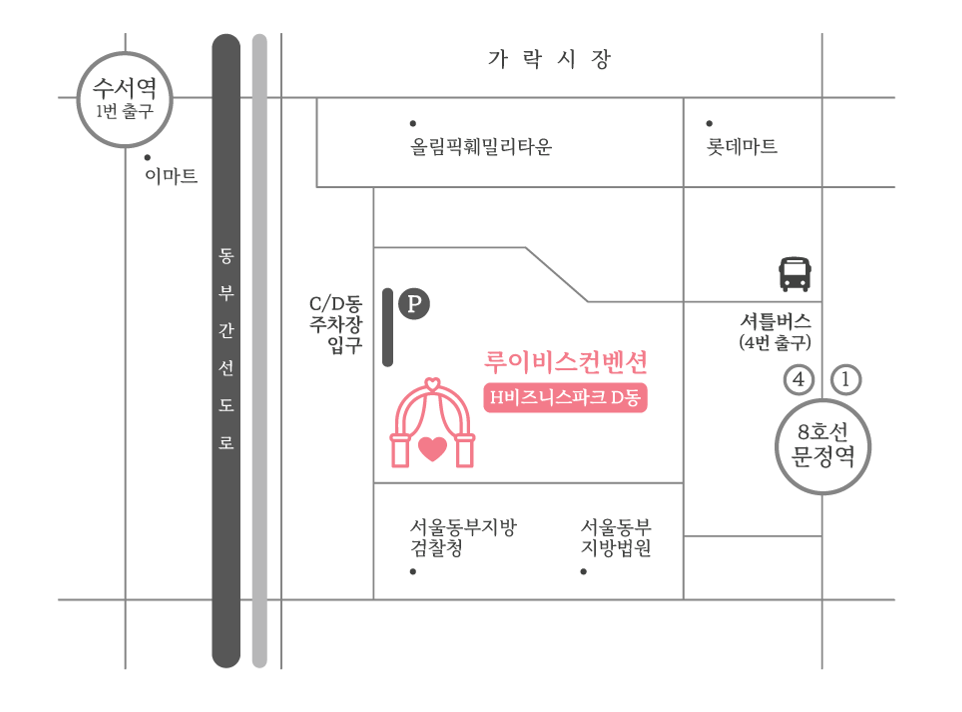 가락시장
수서역
1번 출구
올림픽훼밀리타운
롯데마트
이마트
동부간선도로
C/D동
주차장
입구
P
셔틀버스
(4번 출구)
루이비스컨벤션
H비즈니스파크 D동
4
1
8호선
문정역
서울동부지방
검찰청
서울동부
지방법원